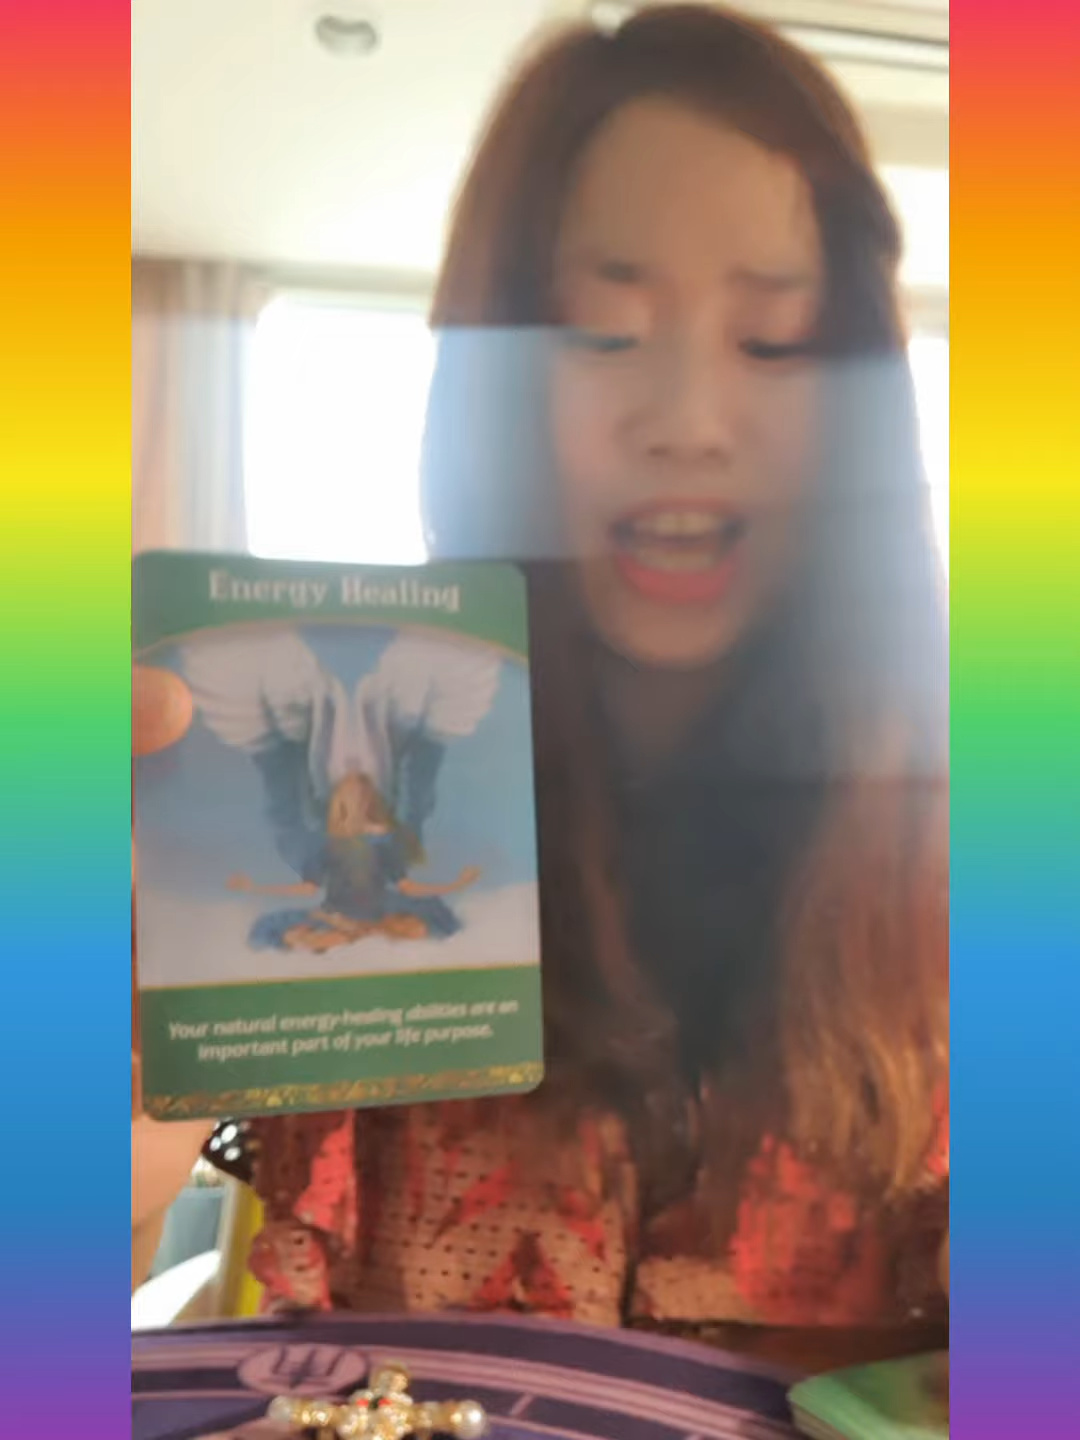 Energy Healing
Your natural energy-healing abilities are an
important part of your life purpose.